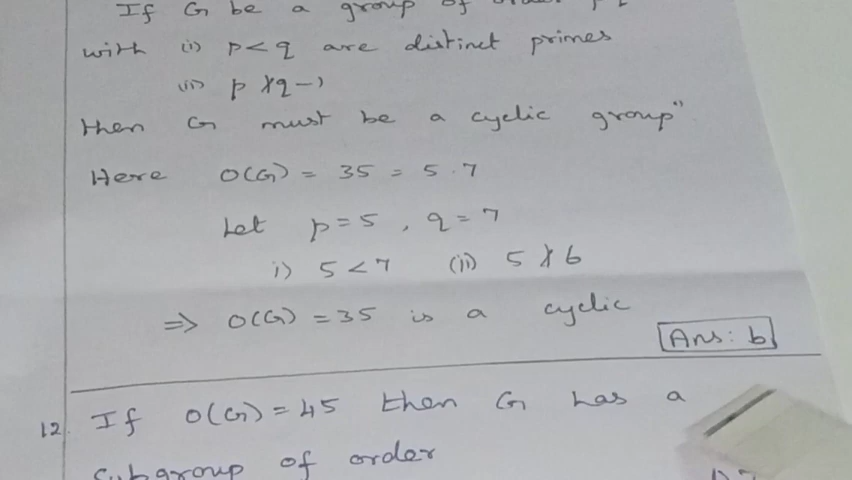 If G be a group of order p
with (i) p<q are distinct primes
(ii) p ∤ q-1
then G must be a cyclic group"
Here O(G) = 35 = 5.7
Let p=5, q=7
i) 5<7 (ii) 5 ∤ 6
⇒ O(G) = 35 is a cyclic
Ans: b
12. If O(G) = 45 then G has a
subgroup of order